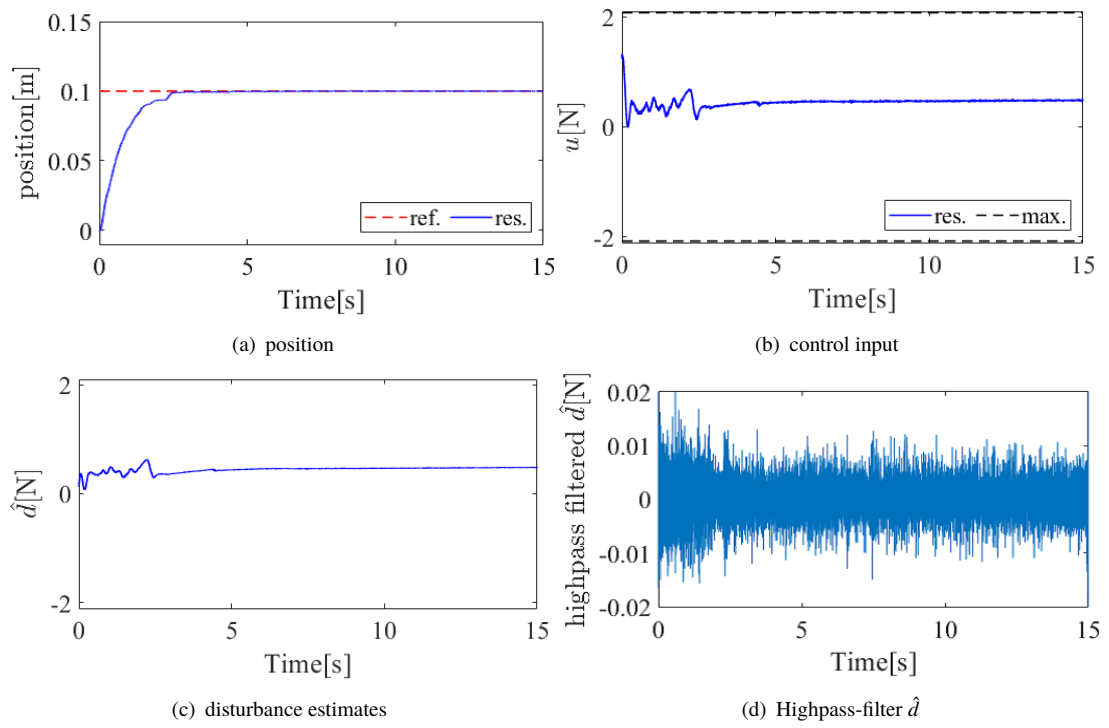 0.15
0.1
0.05
0
position[m]
ref.
res.
0
5
10
15
Time[s]
(a) position
2
0
-2
u[N]
res.
max.
0
5
10
15
Time[s]
(b) control input
2
0
-2
d̂[N]
0
5
10
15
Time[s]
(c) disturbance estimates
0.02
0.01
0
-0.01
-0.02
highpass filtered d̂[N]
0
5
10
15
Time[s]
(d) Highpass-filter d̂